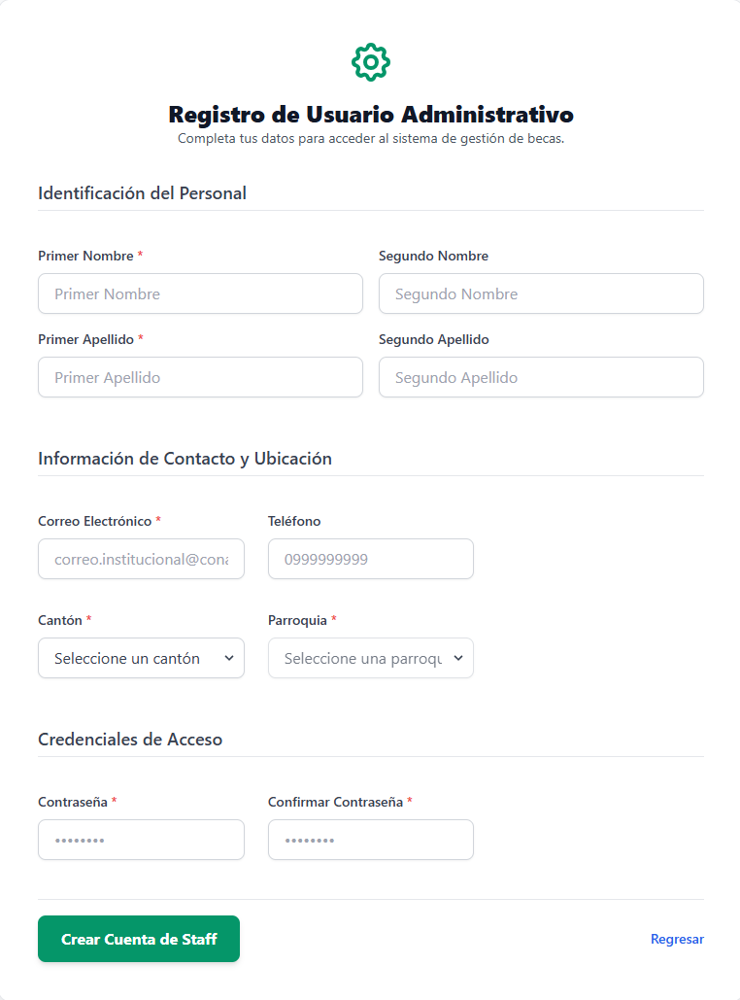 Registro de Usuario Administrativo
Completa tus datos para acceder al sistema de gestión de becas.
Identificación del Personal
Primer Nombre * Segundo Nombre
Primer Nombre Segundo Nombre
Primer Apellido * Segundo Apellido
Primer Apellido Segundo Apellido
Información de Contacto y Ubicación
Correo Electrónico * Teléfono
correo.institucional@cona 0999999999
Cantón * Parroquia *
Seleccione un cantón Seleccione una parroqu
Credenciales de Acceso
Contraseña * Confirmar Contraseña *
•••••••• ••••••••
Crear Cuenta de Staff Regresar